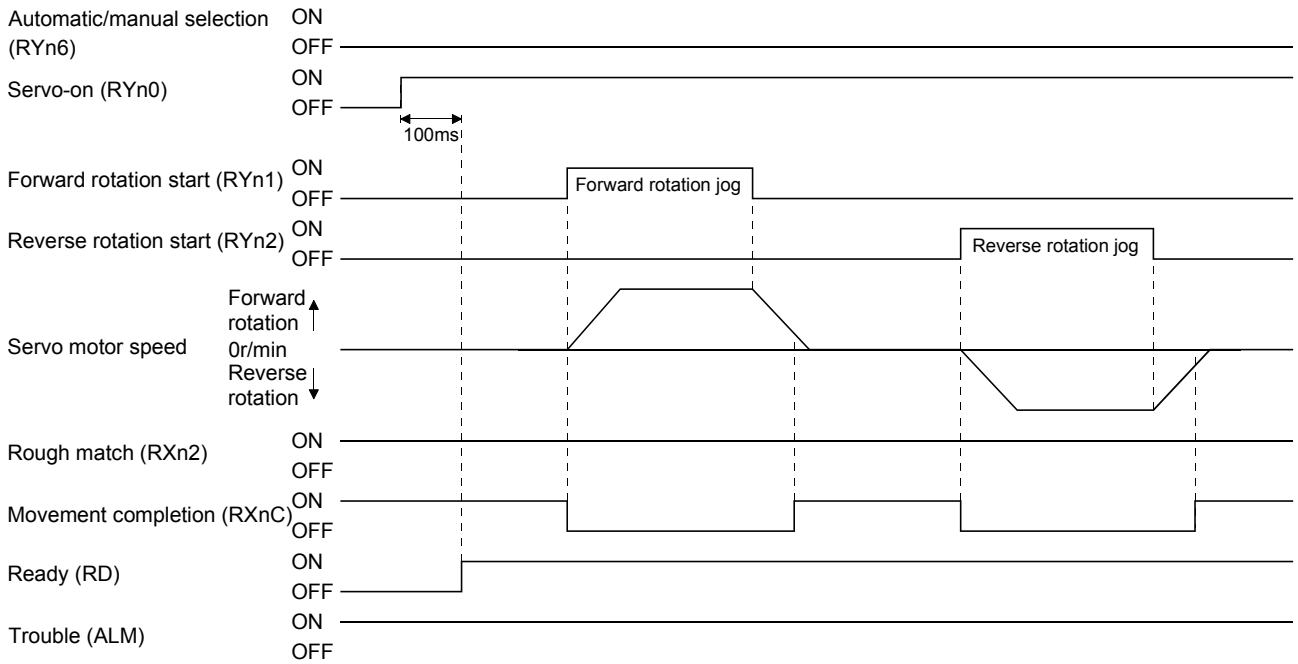 Automatic/manual selection ON
(RYn6) OFF
Servo-on (RYn0) ON
OFF
100ms
Forward rotation start (RYn1) ON
OFF
Forward rotation jog
Reverse rotation start (RYn2) ON
OFF
Reverse rotation jog
Servo motor speed
Forward
rotation
0r/min
Reverse
rotation
Rough match (RXn2) ON
OFF
Movement completion (RXnC) ON
OFF
Ready (RD) ON
OFF
Trouble (ALM) ON
OFF